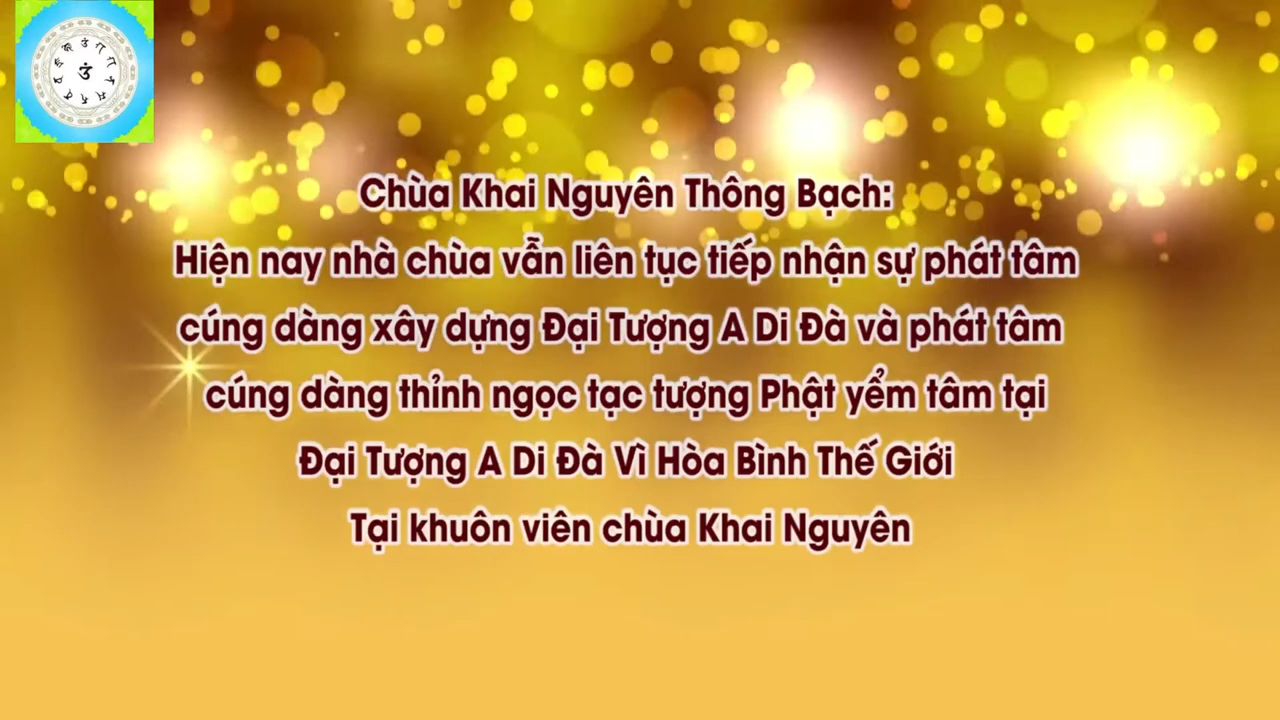 Chùa Khai Nguyên Thông Bạch:
Hiện nay nhà chùa vẫn liên tục tiếp nhận sự phát tâm
cúng dàng xây dựng Đại Tượng A Di Đà và phát tâm
cúng dàng thỉnh ngọc tạc tượng Phật yểm tâm tại
Đại Tượng A Di Đà Vì Hòa Bình Thế Giới
Tại khuôn viên chùa Khai Nguyên